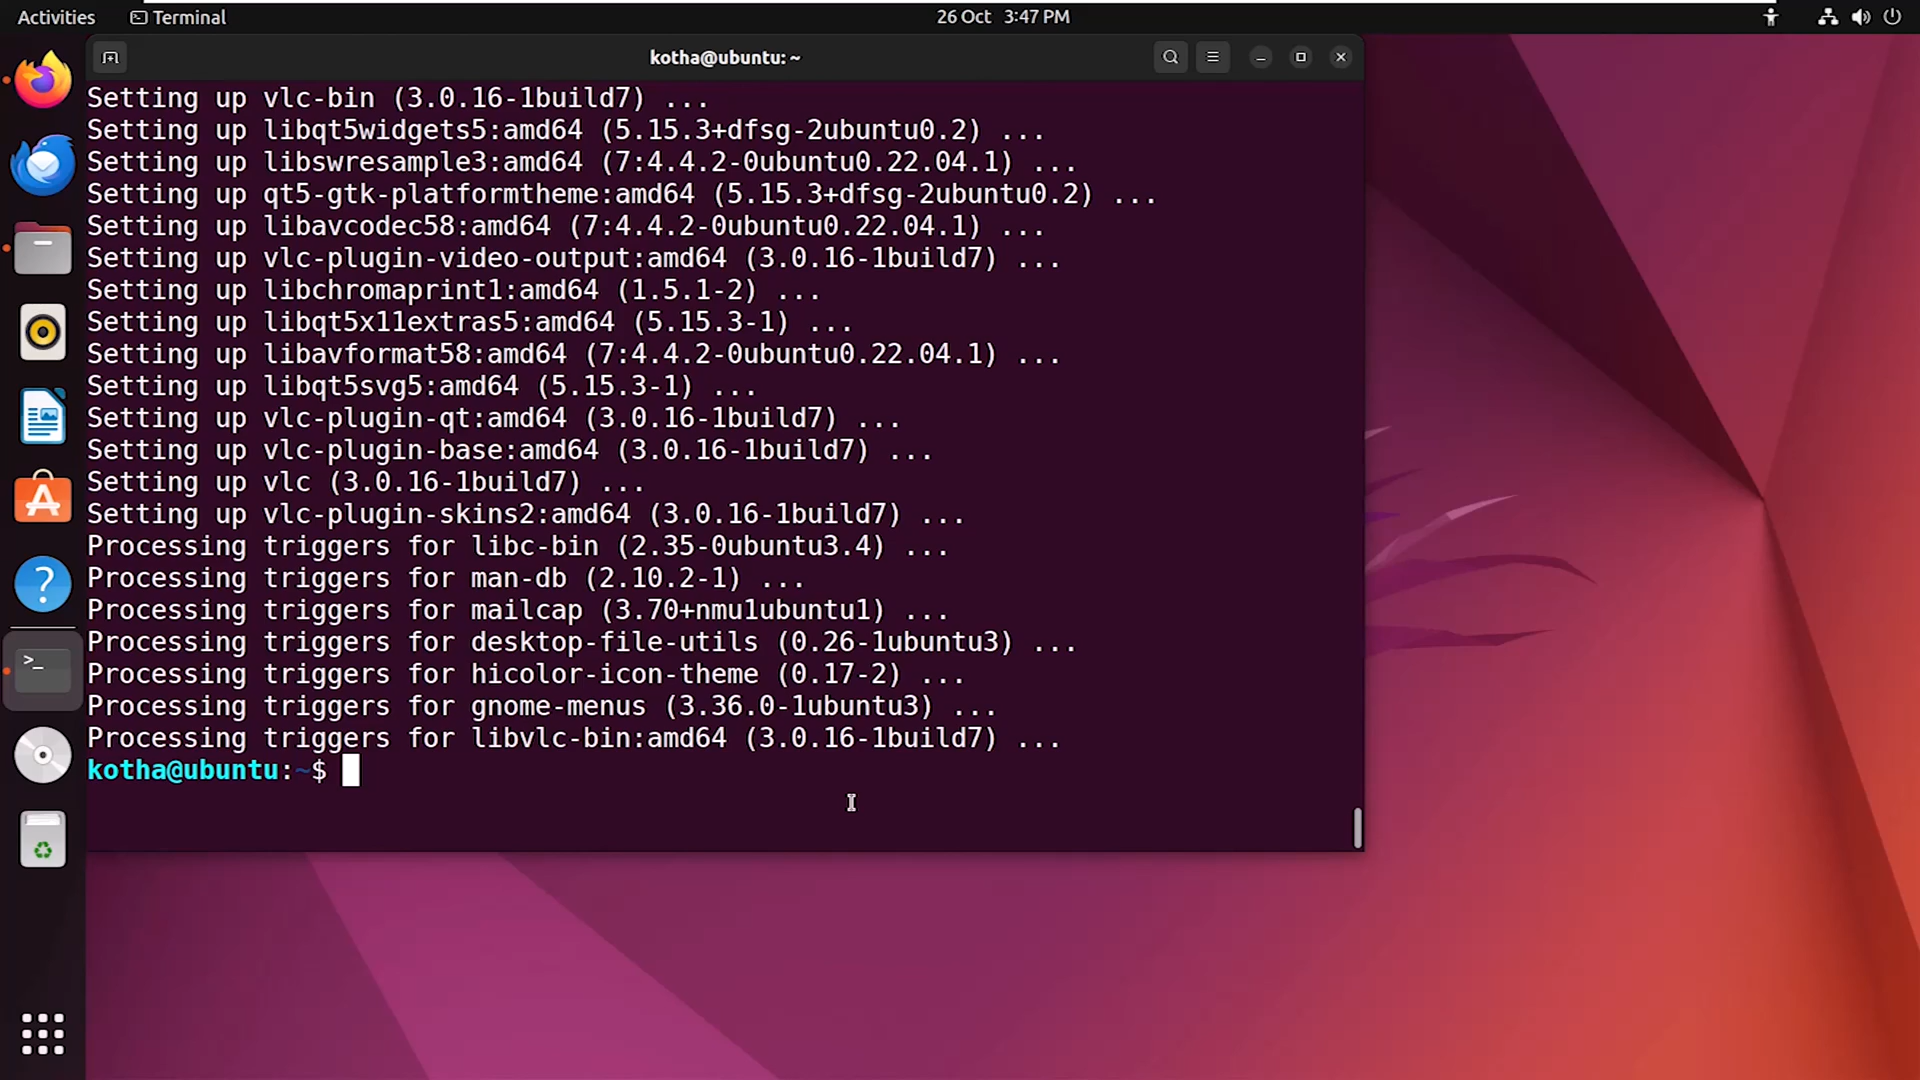 Activities Terminal 26 Oct 3:47 PM
kotha@ubuntu: ~
Setting up vlc-bin (3.0.16-1build7) ...
Setting up libqt5widgets5:amd64 (5.15.3+dfsg-2ubuntu0.2) ...
Setting up libswresample3:amd64 (7:4.4.2-0ubuntu0.22.04.1) ...
Setting up qt5-gtk-platformtheme:amd64 (5.15.3+dfsg-2ubuntu0.2) ...
Setting up libavcodec58:amd64 (7:4.4.2-0ubuntu0.22.04.1) ...
Setting up vlc-plugin-video-output:amd64 (3.0.16-1build7) ...
Setting up libchromaprint1:amd64 (1.5.1-2) ...
Setting up libqt5x11extras5:amd64 (5.15.3-1) ...
Setting up libavformat58:amd64 (7:4.4.2-0ubuntu0.22.04.1) ...
Setting up libqt5svg5:amd64 (5.15.3-1) ...
Setting up vlc-plugin-qt:amd64 (3.0.16-1build7) ...
Setting up vlc-plugin-base:amd64 (3.0.16-1build7) ...
Setting up vlc (3.0.16-1build7) ...
Setting up vlc-plugin-skins2:amd64 (3.0.16-1build7) ...
Processing triggers for libc-bin (2.35-0ubuntu3.4) ...
Processing triggers for man-db (2.10.2-1) ...
Processing triggers for mailcap (3.70+nmu1ubuntu1) ...
Processing triggers for desktop-file-utils (0.26-1ubuntu3) ...
Processing triggers for hicolor-icon-theme (0.17-2) ...
Processing triggers for gnome-menus (3.36.0-1ubuntu3) ...
Processing triggers for libvlc-bin:amd64 (3.0.16-1build7) ...
kotha@ubuntu:~$